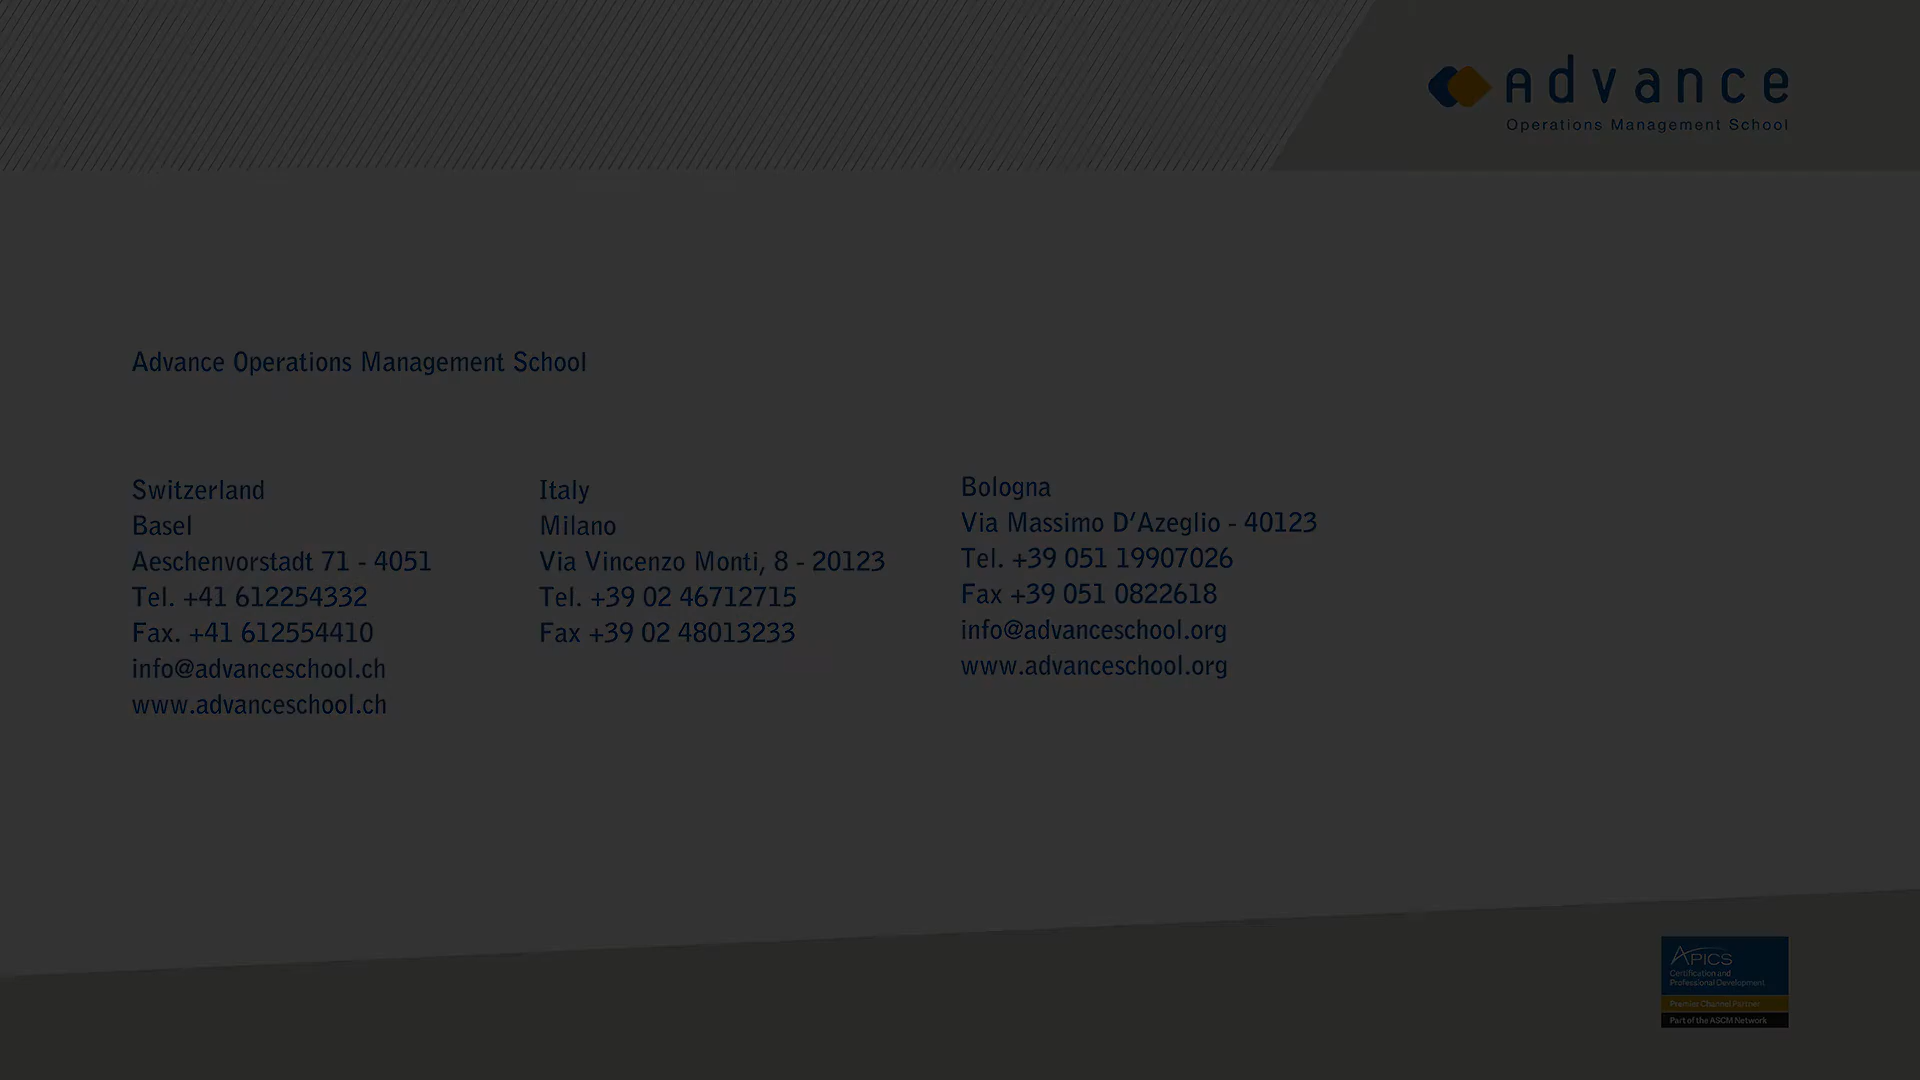 Advance
Operations Management School
Advance Operations Management School
Switzerland
Basel
Aeschenvorstadt 71 - 4051
Tel. +41 612254332
Fax. +41 612554410
info@advanceschool.ch
www.advanceschool.ch
Italy
Milano
Via Vincenzo Monti, 8 - 20123
Tel. +39 02 46712715
Fax +39 02 48013233
Bologna
Via Massimo D'Azeglio - 40123
Tel. +39 051 19907026
Fax +39 051 0822618
info@advanceschool.org
www.advanceschool.org
APICS
Certification and
Professional Development
Premier Channel Partner
Part of the ASCM Network